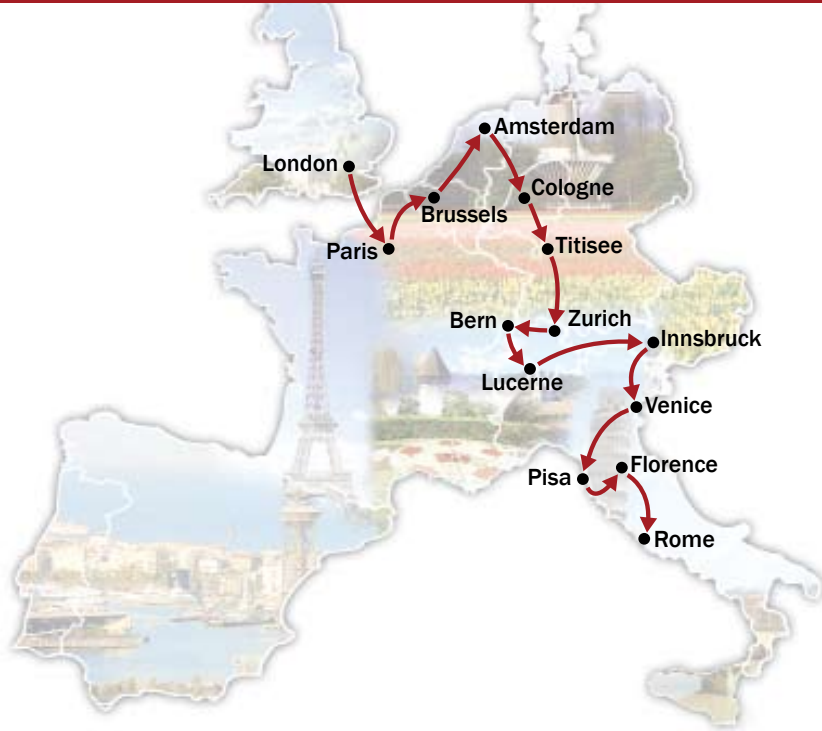 Amsterdam
London
Cologne
Brussels
Paris
Titisee
Bern
Zurich
Innsbruck
Lucerne
Venice
Florence
Pisa
Rome